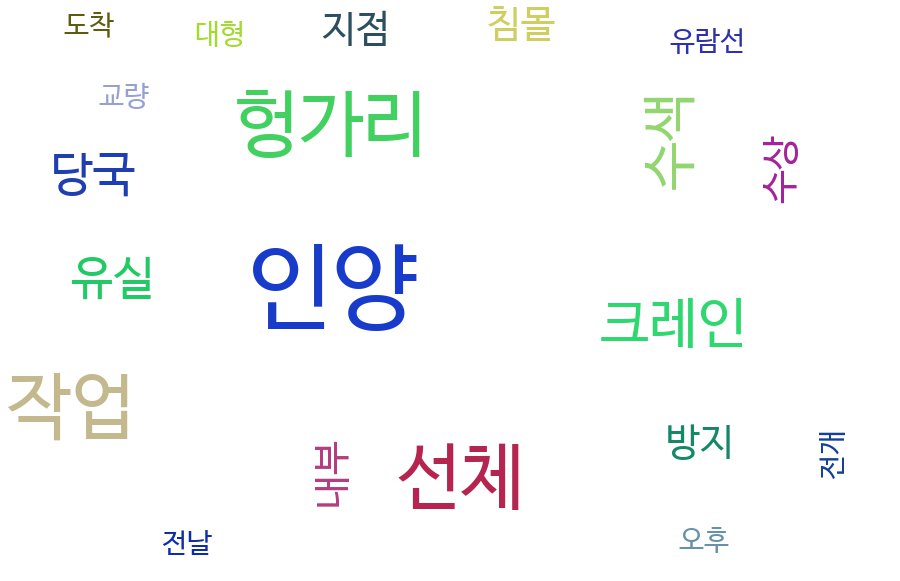 도착
대형
지점
침몰
유람선
교량
헝가리
수색
수상
당국
유실
인양
크레인
작업
방지
전개
내부
선체
전날
오후